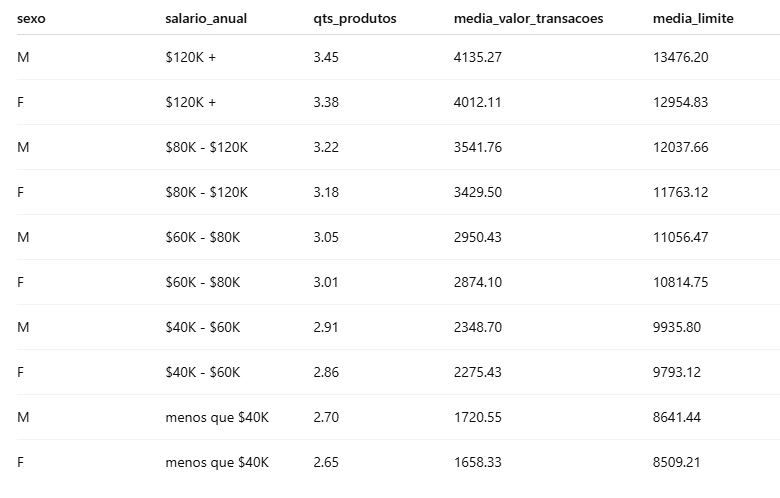 sexo salario_anual qts_produtos media_valor_transacoes media_limite
M $120K + 3.45 4135.27 13476.20
F $120K + 3.38 4012.11 12954.83
M $80K - $120K 3.22 3541.76 12037.66
F $80K - $120K 3.18 3429.50 11763.12
M $60K - $80K 3.05 2950.43 11056.47
F $60K - $80K 3.01 2874.10 10814.75
M $40K - $60K 2.91 2348.70 9935.80
F $40K - $60K 2.86 2275.43 9793.12
M menos que $40K 2.70 1720.55 8641.44
F menos que $40K 2.65 1658.33 8509.21